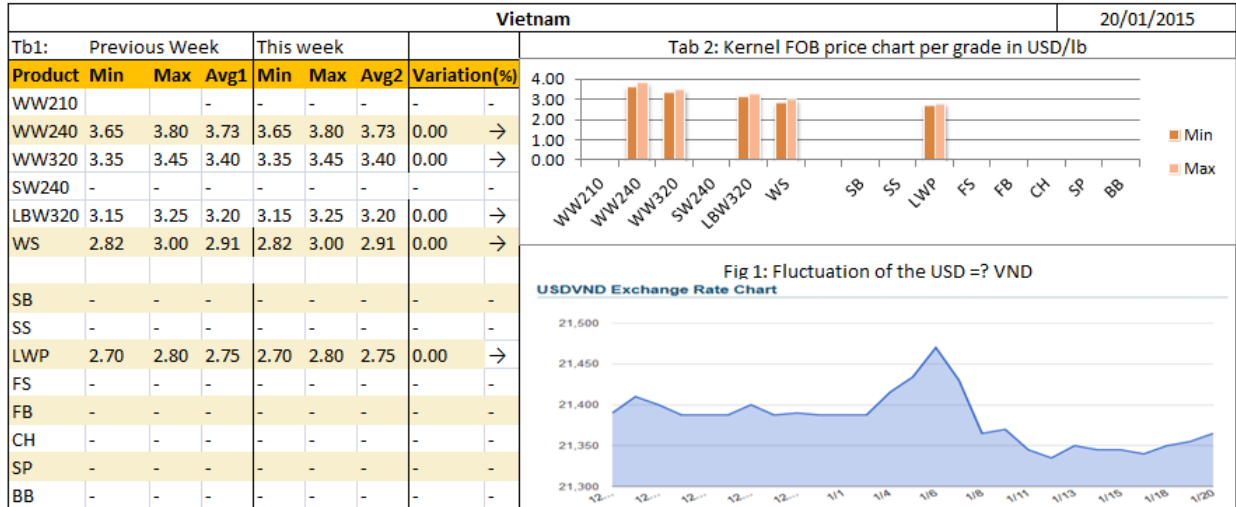 Vietnam 20/01/2015
Tb1: Previous Week This week
Product Min Max Avg1 Min Max Avg2 Variation(%)
WW210 - - - - - -
WW240 3.65 3.80 3.73 3.65 3.80 3.73 0.00 →
WW320 3.35 3.45 3.40 3.35 3.45 3.40 0.00 →
SW240 - - - - - - - -
LBW320 3.15 3.25 3.20 3.15 3.25 3.20 0.00 →
WS 2.82 3.00 2.91 2.82 3.00 2.91 0.00 →
SB - - - - - - - -
SS - - - - - - - -
LWP 2.70 2.80 2.75 2.70 2.80 2.75 0.00 →
FS - - - - - - - -
FB - - - - - - - -
CH - - - - - - - -
SP - - - - - - - -
BB - - - - - - - -
Tab 2: Kernel FOB price chart per grade in USD/lb
4.00
3.00
2.00
1.00
0.00
WW210 WW240 WW320 SW240 LBW320 WS SB SS LWP FS FB CH SP BB
Min
Max
Fig 1: Fluctuation of the USD =? VND
USDVND Exchange Rate Chart
21,500
21,450
21,400
21,350
21,300
12... 12... 12... 12... 12... 1/1 1/4 1/6 1/8 1/11 1/13 1/15 1/18 1/20